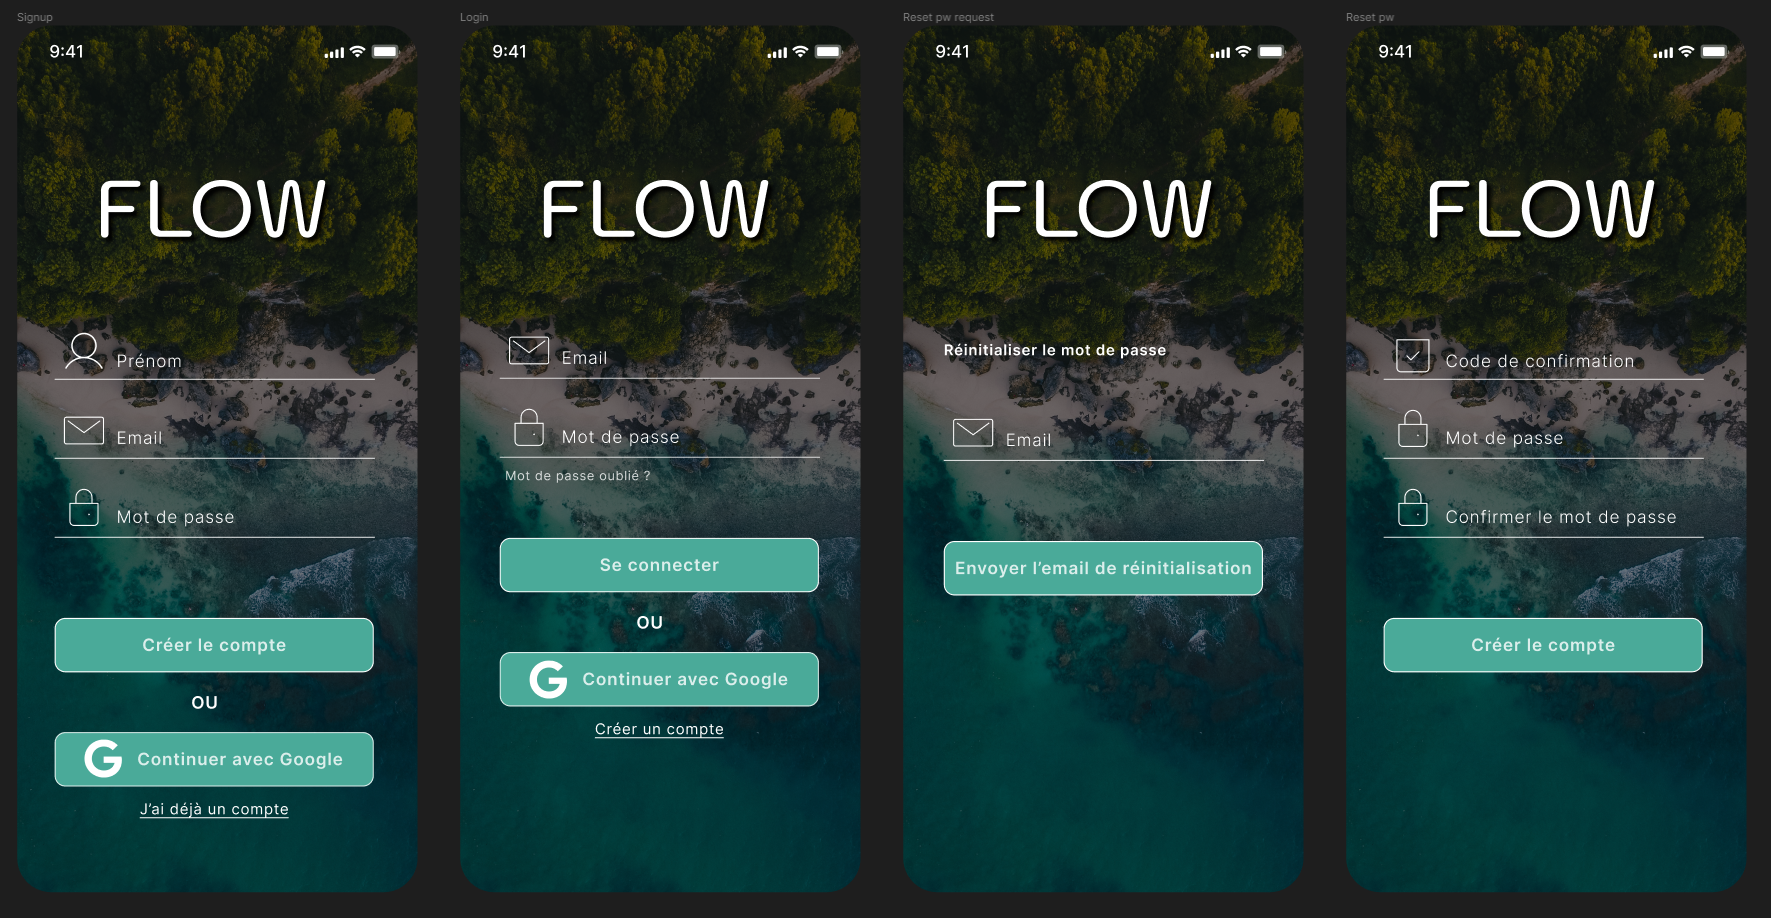 Signup
9:41
FLOW
Prénom
Email
Mot de passe
Créer le compte
OU
G Continuer avec Google
J'ai déjà un compte
Login
9:41
FLOW
Email
Mot de passe
Mot de passe oublié ?
Se connecter
OU
G Continuer avec Google
Créer un compte
Reset pw request
9:41
FLOW
Réinitialiser le mot de passe
Email
Envoyer l'email de réinitialisation
Reset pw
9:41
FLOW
Code de confirmation
Mot de passe
Confirmer le mot de passe
Créer le compte